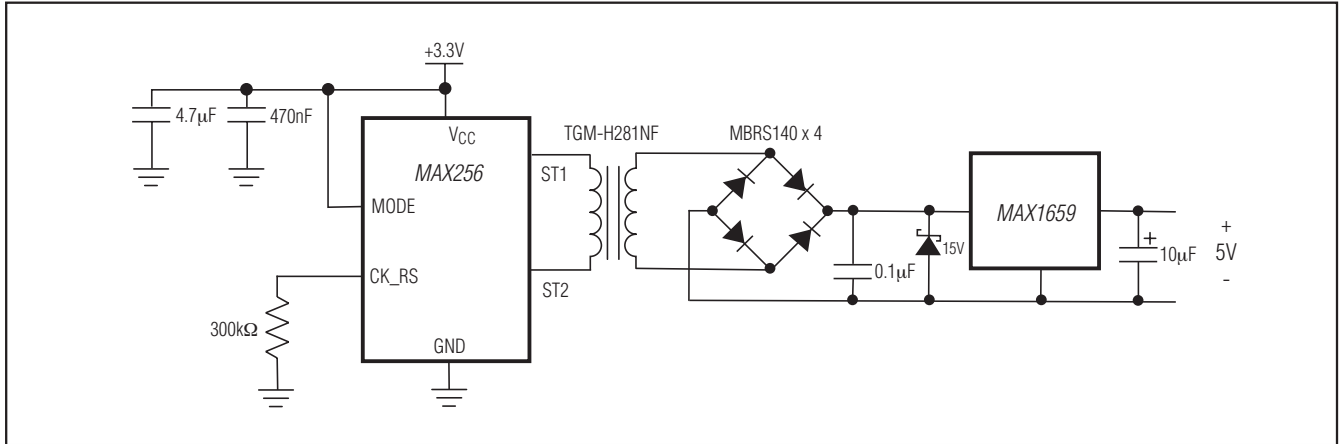 +3.3V
4.7μF
470nF
VCC
MAX256
MODE
CK_RS
GND
300kΩ
ST1
ST2
TGM-H281NF
MBRS140 x 4
0.1μF
15V
MAX1659
+
10μF
+
5V
-